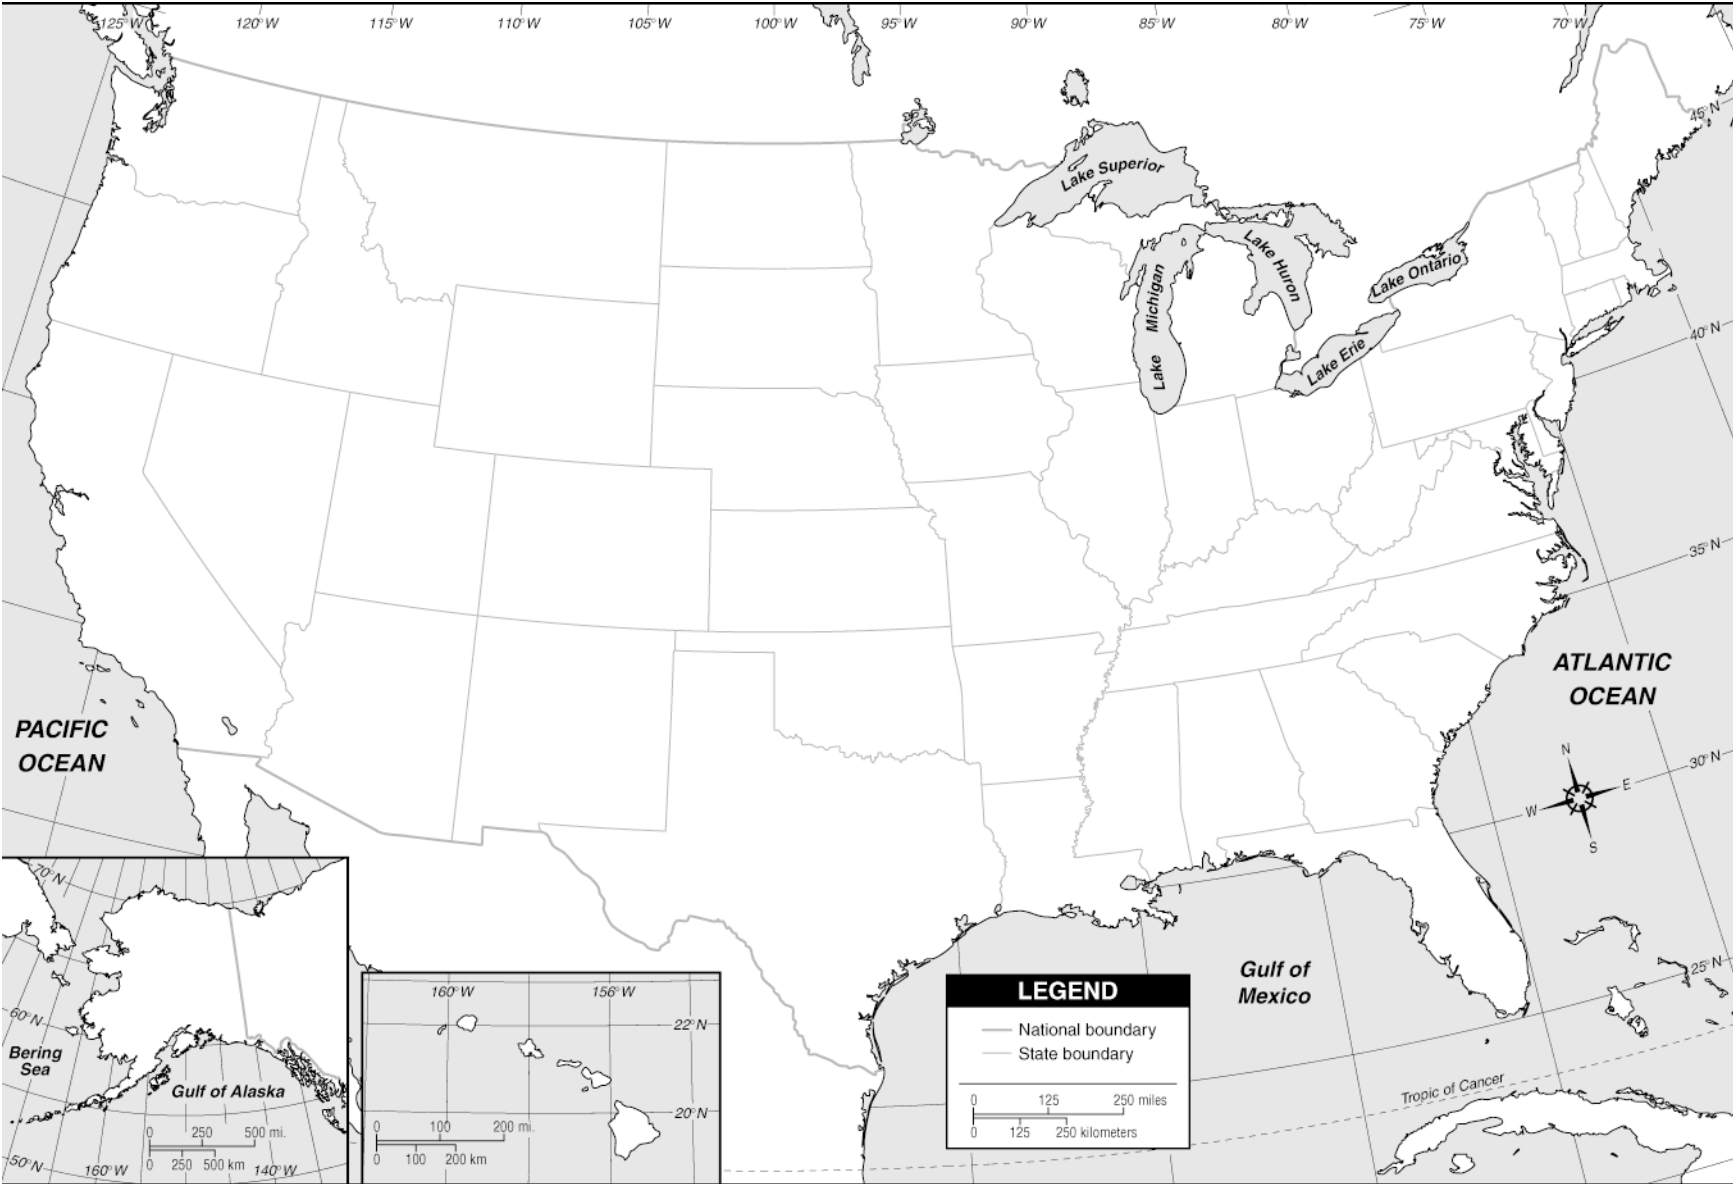 125°W 120°W 115°W 110°W 105°W 100°W 95°W 90°W 85°W 80°W 75°W 70°W
45°N
Lake Superior
Lake Huron
Lake Michigan
Lake Ontario
Lake Erie
40°N
35°N
ATLANTIC
OCEAN
PACIFIC
OCEAN
N
W E
S
30°N
25°N
Gulf of
Mexico
Tropic of Cancer
70°N
60°N
Bering
Sea
Gulf of Alaska
0 250 500 mi.
0 250 500 km
50°N 160°W 140°W
160°W 156°W
22°N
20°N
0 100 200 mi.
0 100 200 km
LEGEND
National boundary
State boundary
0 125 250 miles
0 125 250 kilometers